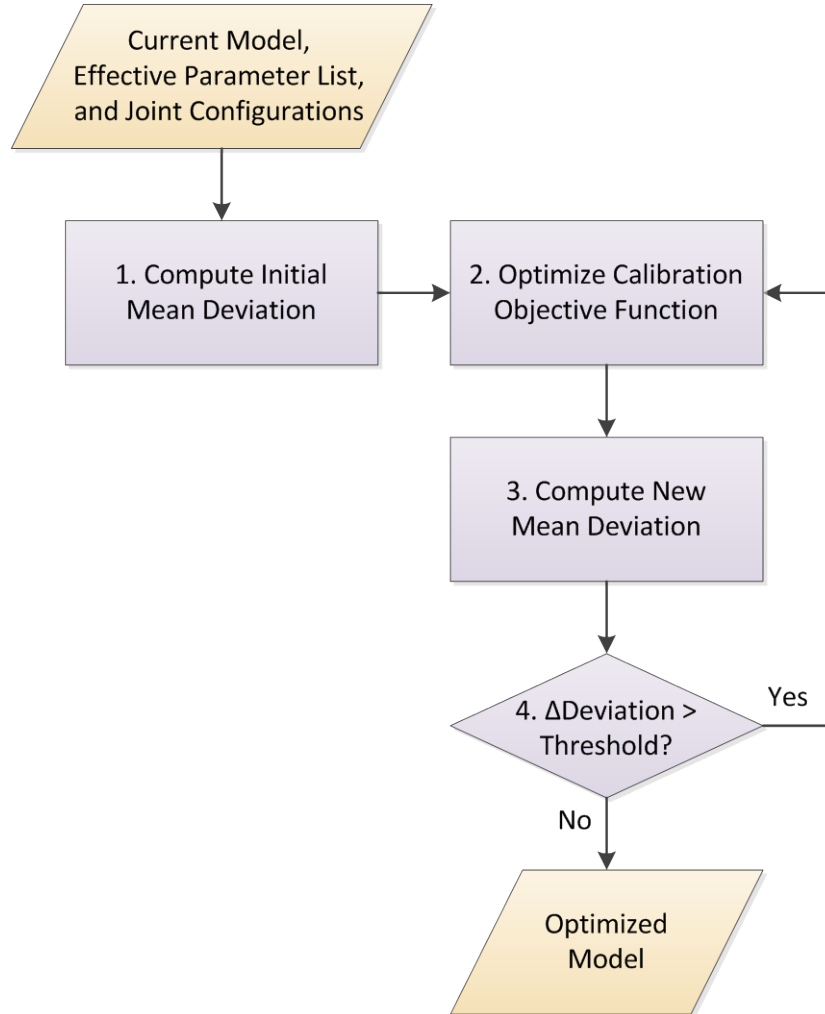 Current Model,
Effective Parameter List,
and Joint Configurations
1. Compute Initial
Mean Deviation
2. Optimize Calibration
Objective Function
3. Compute New
Mean Deviation
4. ΔDeviation >
Threshold?
Yes
No
Optimized
Model